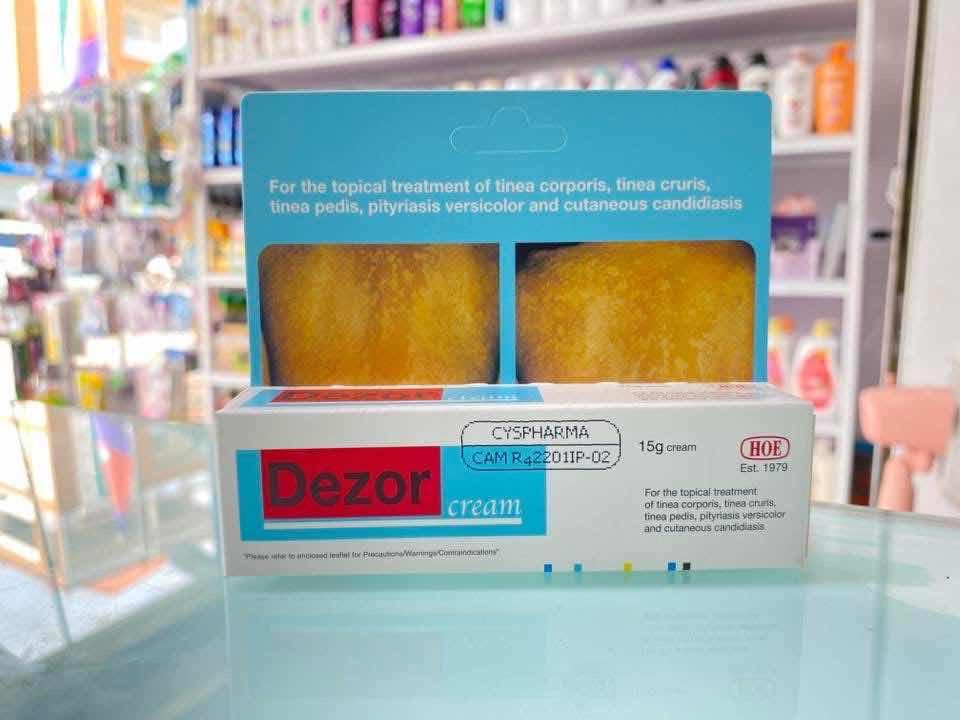 For the topical treatment of tinea corporis, tinea cruris,
tinea pedis, pityriasis versicolor and cutaneous candidiasis
Dezor cream
CYSPHARMA
CAM R42201IP-02
15g cream
HOE
Est. 1979
Dezor
cream
For the topical treatment
of tinea corporis, tinea cruris,
tinea pedis, pityriasis versicolor
and cutaneous candidiasis
"Please refer to enclosed leaflet for Precautions/Warnings/Contraindications"